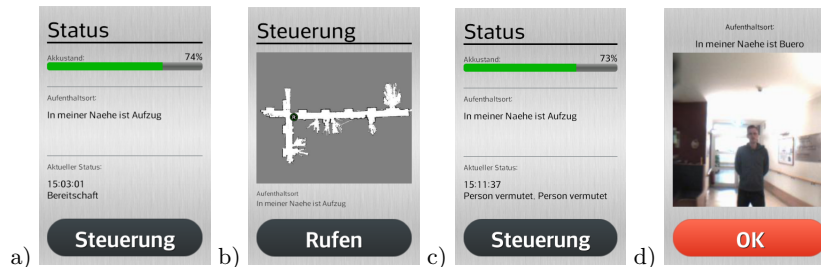 Status
Akkustand:
74%
Aufenthaltsort:
In meiner Naehe ist Aufzug
Aktueller Status:
15:03:01
Bereitschaft
Steuerung
a)
Steuerung
Aufenthaltsort
In meiner Naehe ist Aufzug
Rufen
b)
Status
Akkustand:
73%
Aufenthaltsort:
In meiner Naehe ist Aufzug
Aktueller Status:
15:11:37
Person vermutet. Person vermutet
Steuerung
c)
Aufenthaltsort:
In meiner Naehe ist Buero
OK
d)